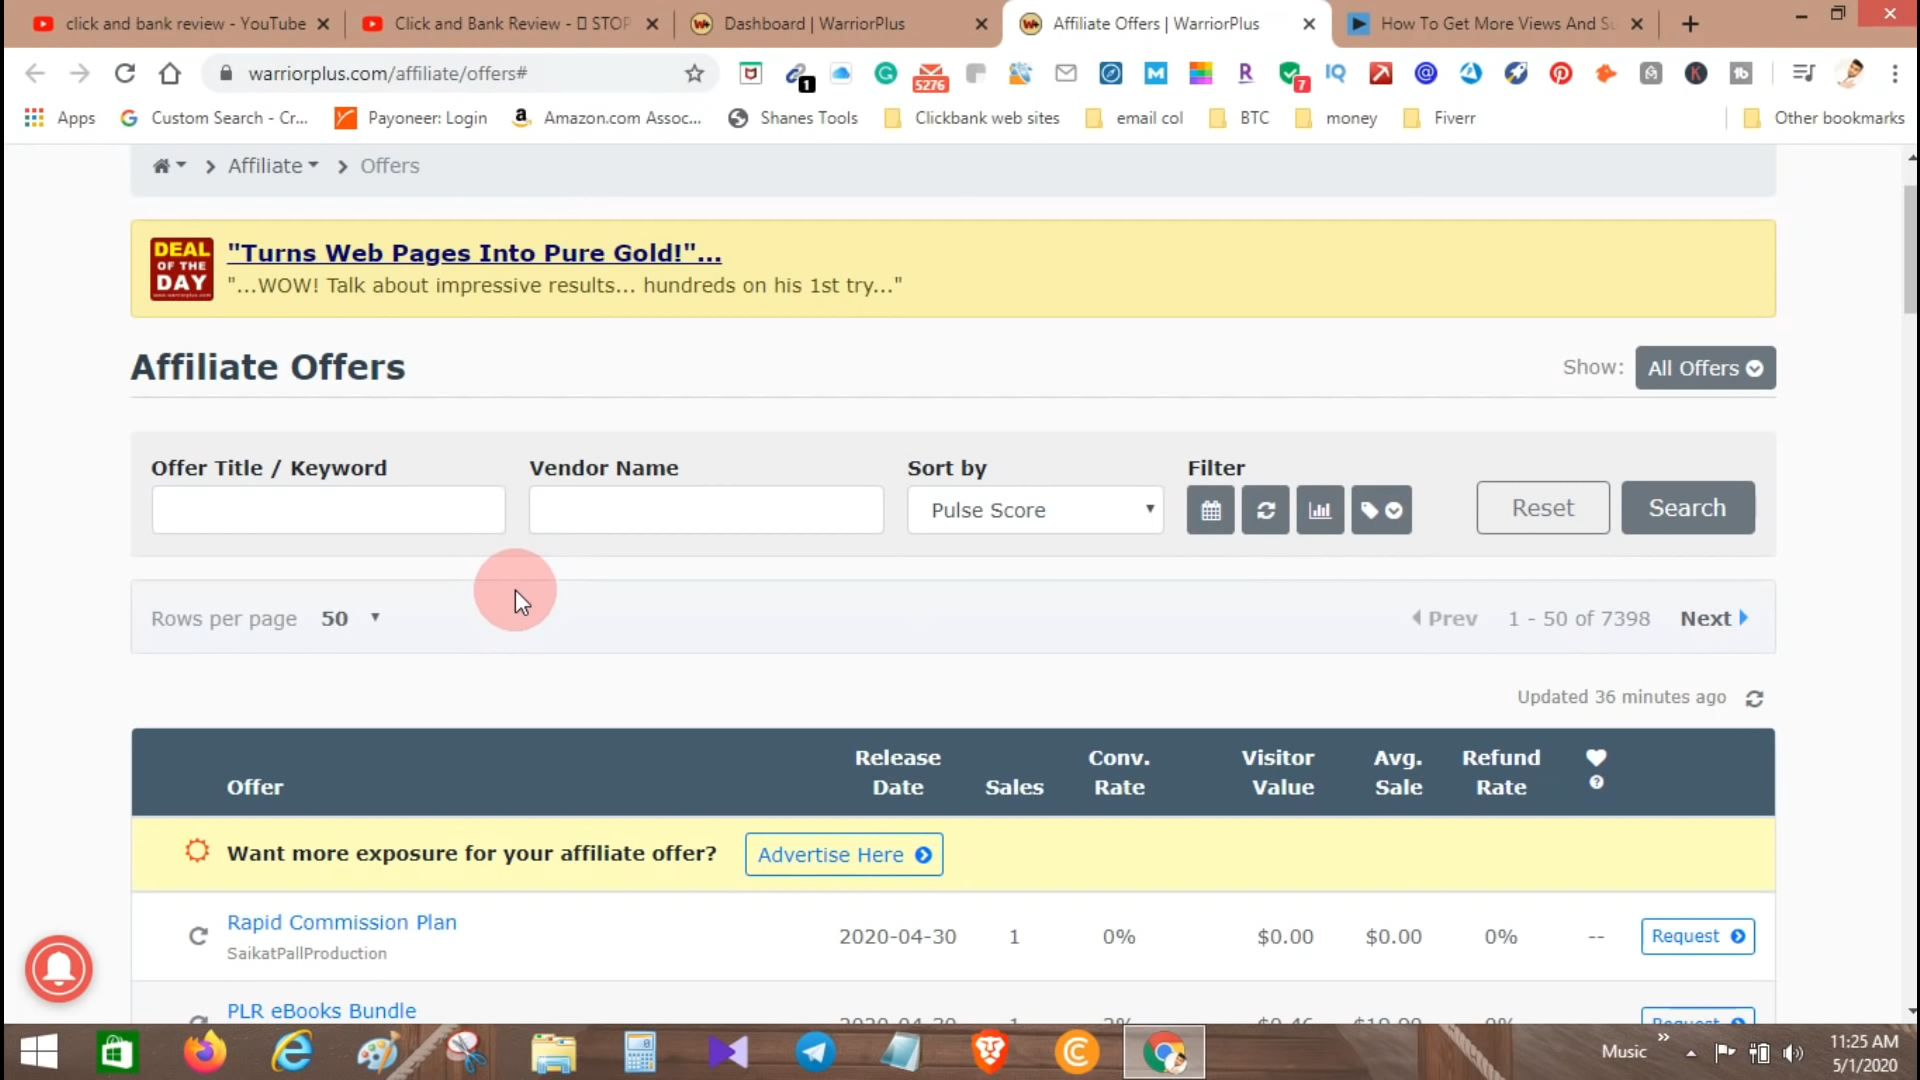 click and bank review - YouTube
Click and Bank Review - STOP
Dashboard | WarriorPlus
Affiliate Offers | WarriorPlus
How To Get More Views And Su
warriorplus.com/affiliate/offers#
1
5276
M
R
7
IQ
K
Apps
Custom Search - Cr...
Payoneer: Login
Amazon.com Assoc...
Shanes Tools
Clickbank web sites
email col
BTC
money
Fiverr
Other bookmarks
Affiliate
Offers
DEAL
OF THE
DAY
"Turns Web Pages Into Pure Gold!"...
"...WOW! Talk about impressive results... hundreds on his 1st try..."
Affiliate Offers
Show:
All Offers
Offer Title / Keyword
Vendor Name
Sort by
Filter
Pulse Score
Reset
Search
Rows per page 50
Prev
1 - 50 of 7398
Next
Updated 36 minutes ago
Offer
Release
Date
Sales
Conv.
Rate
Visitor
Value
Avg.
Sale
Refund
Rate
Want more exposure for your affiliate offer?
Advertise Here
Rapid Commission Plan
SaikatPallProduction
2020-04-30
1
0%
$0.00
$0.00
0%
--
Request
PLR eBooks Bundle
Music
11:25 AM
5/1/2020